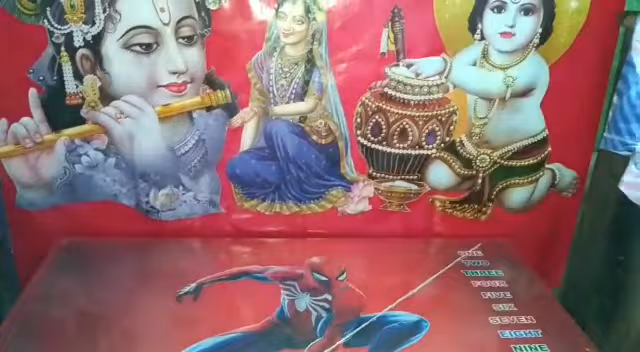 ONE
TWO
THREE
FOUR
FIVE
SIX
SEVEN
EIGHT
NINE